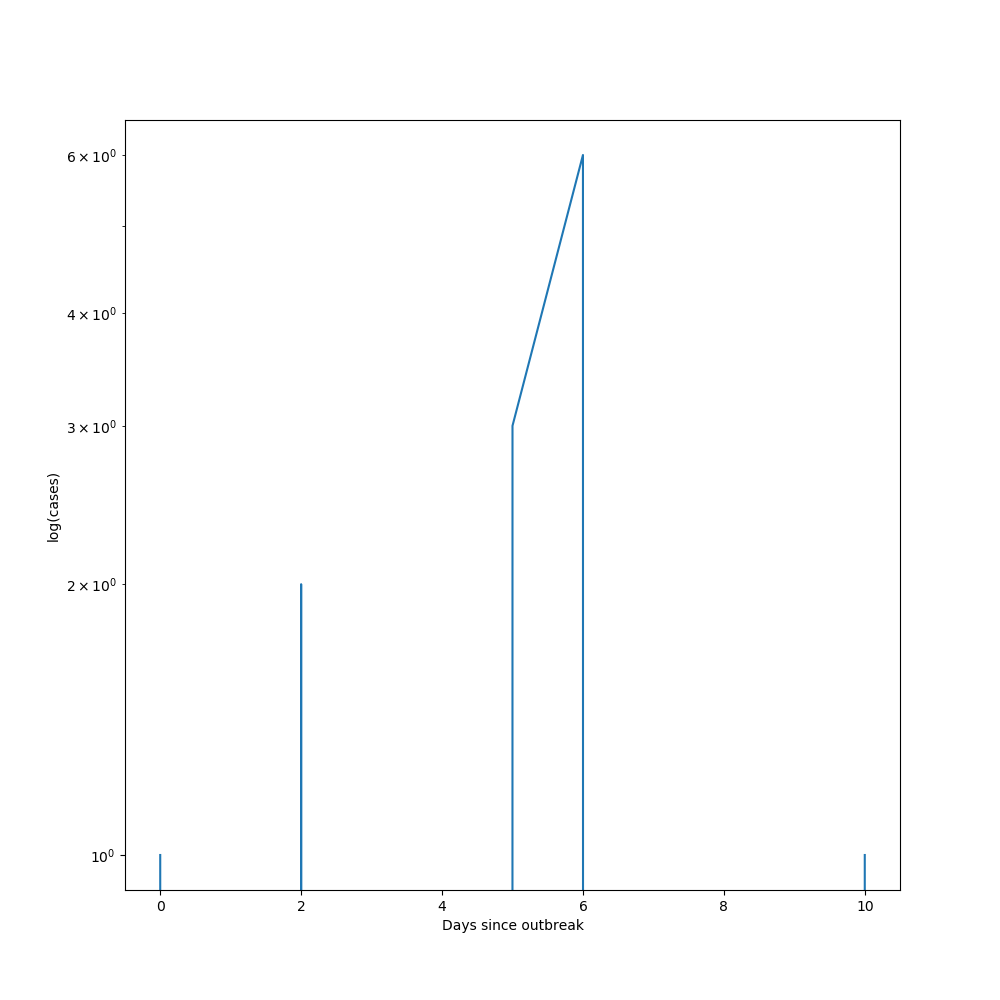 6 × 10⁰
4 × 10⁰
3 × 10⁰
2 × 10⁰
10⁰
log(cases)
0 2 4 6 8 10
Days since outbreak